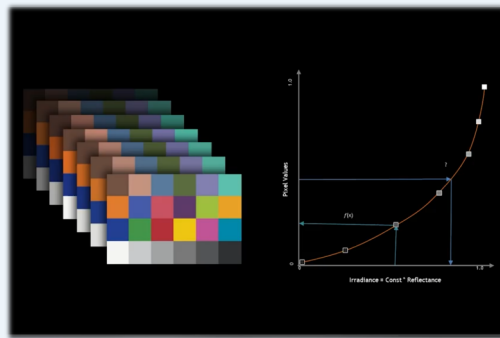 1.0
Pixel Values
f(x)
0
1.0
Irradiance = Const * Reflectance